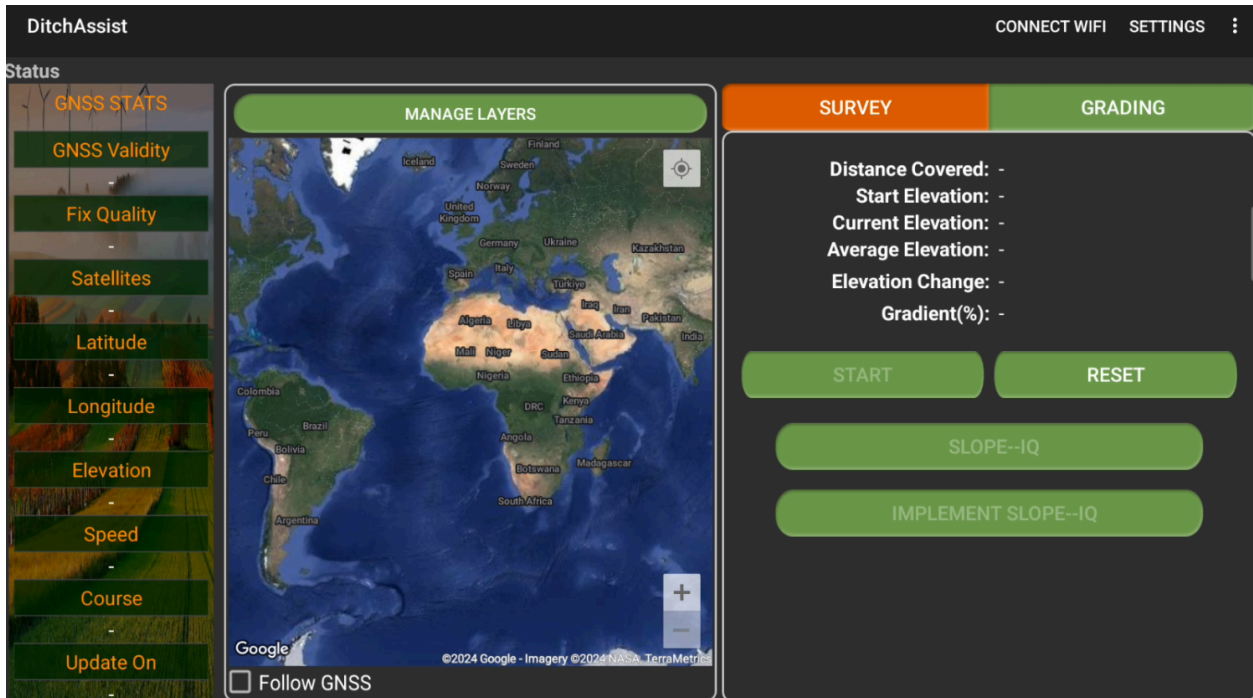 DitchAssist
CONNECT WIFI SETTINGS
Status
GNSS STATS
GNSS Validity
-
Fix Quality
-
Satellites
-
Latitude
-
Longitude
-
Elevation
-
Speed
-
Course
-
Update On
-
MANAGE LAYERS
Finland
Iceland
Sweden
Norway
United
Kingdom
Germany Ukraine Kazakhstan
Spain Italy Türkiye
Iraq Iran Pakistan
Algeria Libya Saudi Arabia India
Mali Niger Sudan
Nigeria Ethiopia
Colombia
DRC Kenya
Tanzania
Peru Brazil
Angola
Bolivia
Botswana Madagascar
Chile
South Africa
Argentina
+
−
Google
©2024 Google - Imagery ©2024 NASA, TerraMetrics
Follow GNSS
SURVEY GRADING
Distance Covered: -
Start Elevation: -
Current Elevation: -
Average Elevation: -
Elevation Change: -
Gradient(%): -
START RESET
SLOPE--IQ
IMPLEMENT SLOPE--IQ